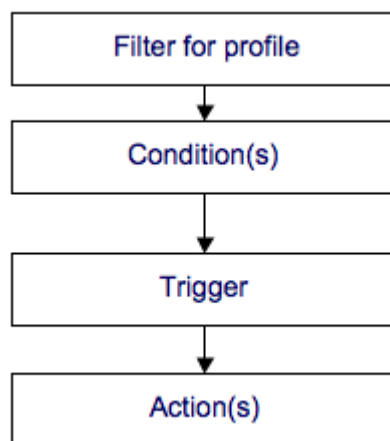 Filter for profile
Condition(s)
Trigger
Action(s)